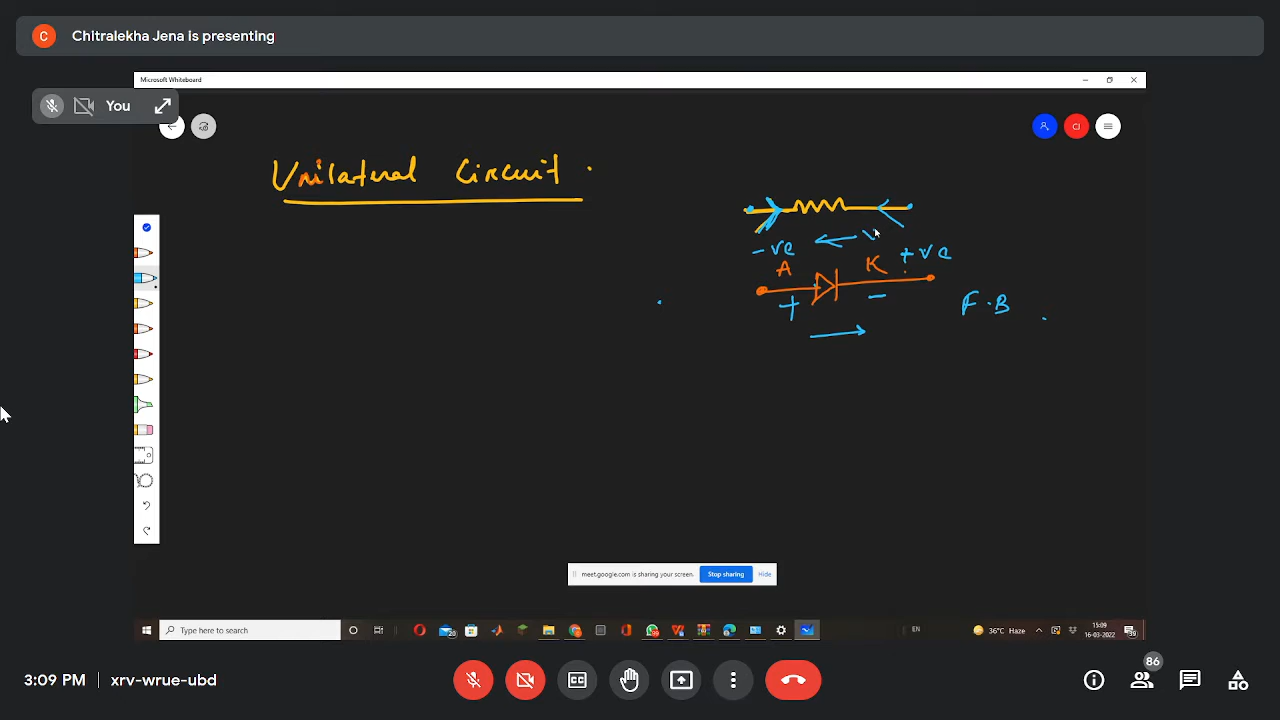 C Chitralekha Jena is presenting
Microsoft Whiteboard
You
CJ
Unilateral Circuit .
-ve ← V
+ve
A K
+ -
F.B
meet.google.com is sharing your screen. Stop sharing Hide
Type here to search
EN
36°C Haze
15:09
16-03-2022
86
3:09 PM | xrv-wrue-ubd
CC